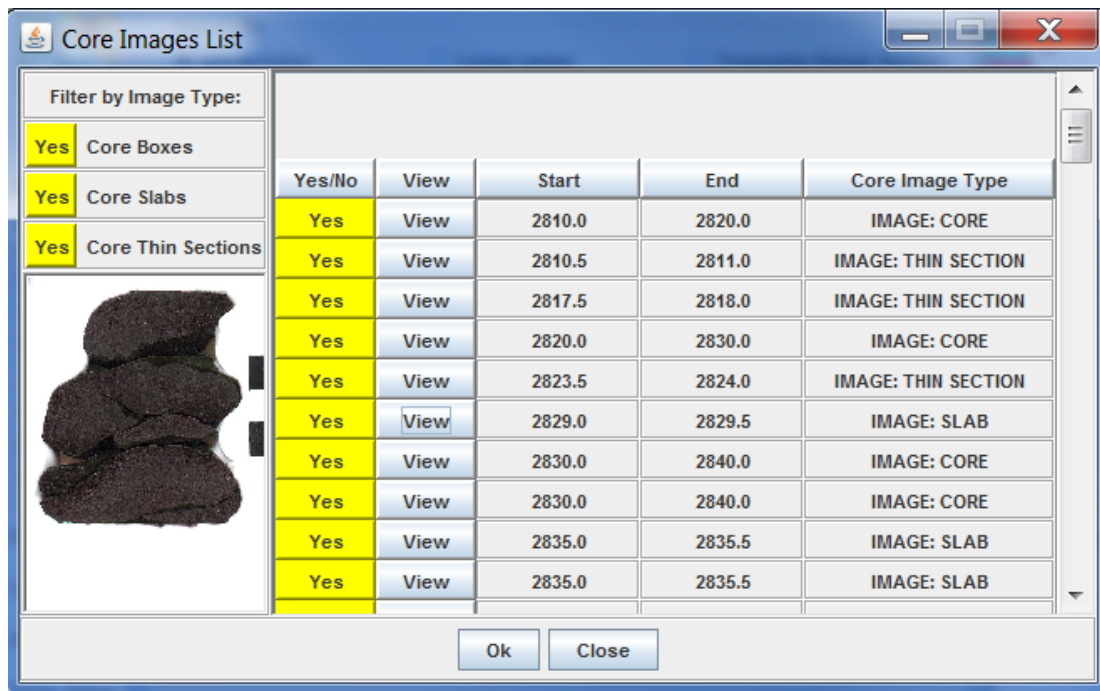 Core Images List
Filter by Image Type:
Yes Core Boxes
Yes Core Slabs
Yes Core Thin Sections
Yes/No View Start End Core Image Type
Yes View 2810.0 2820.0 IMAGE: CORE
Yes View 2810.5 2811.0 IMAGE: THIN SECTION
Yes View 2817.5 2818.0 IMAGE: THIN SECTION
Yes View 2820.0 2830.0 IMAGE: CORE
Yes View 2823.5 2824.0 IMAGE: THIN SECTION
Yes View 2829.0 2829.5 IMAGE: SLAB
Yes View 2830.0 2840.0 IMAGE: CORE
Yes View 2830.0 2840.0 IMAGE: CORE
Yes View 2835.0 2835.5 IMAGE: SLAB
Yes View 2835.0 2835.5 IMAGE: SLAB
Ok Close